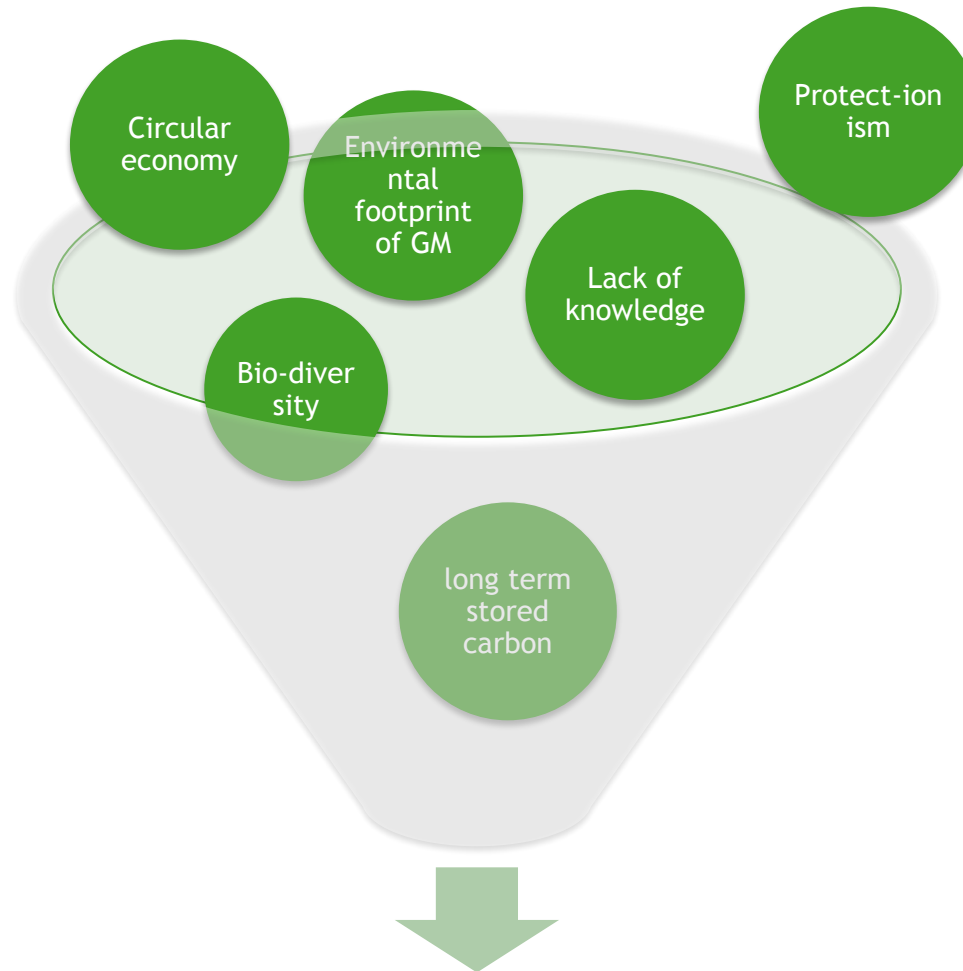 Circular
economy
Environme
ntal
footprint
of GM
Protect-ion
ism
Lack of
knowledge
Bio-diver
sity
long term
stored
carbon